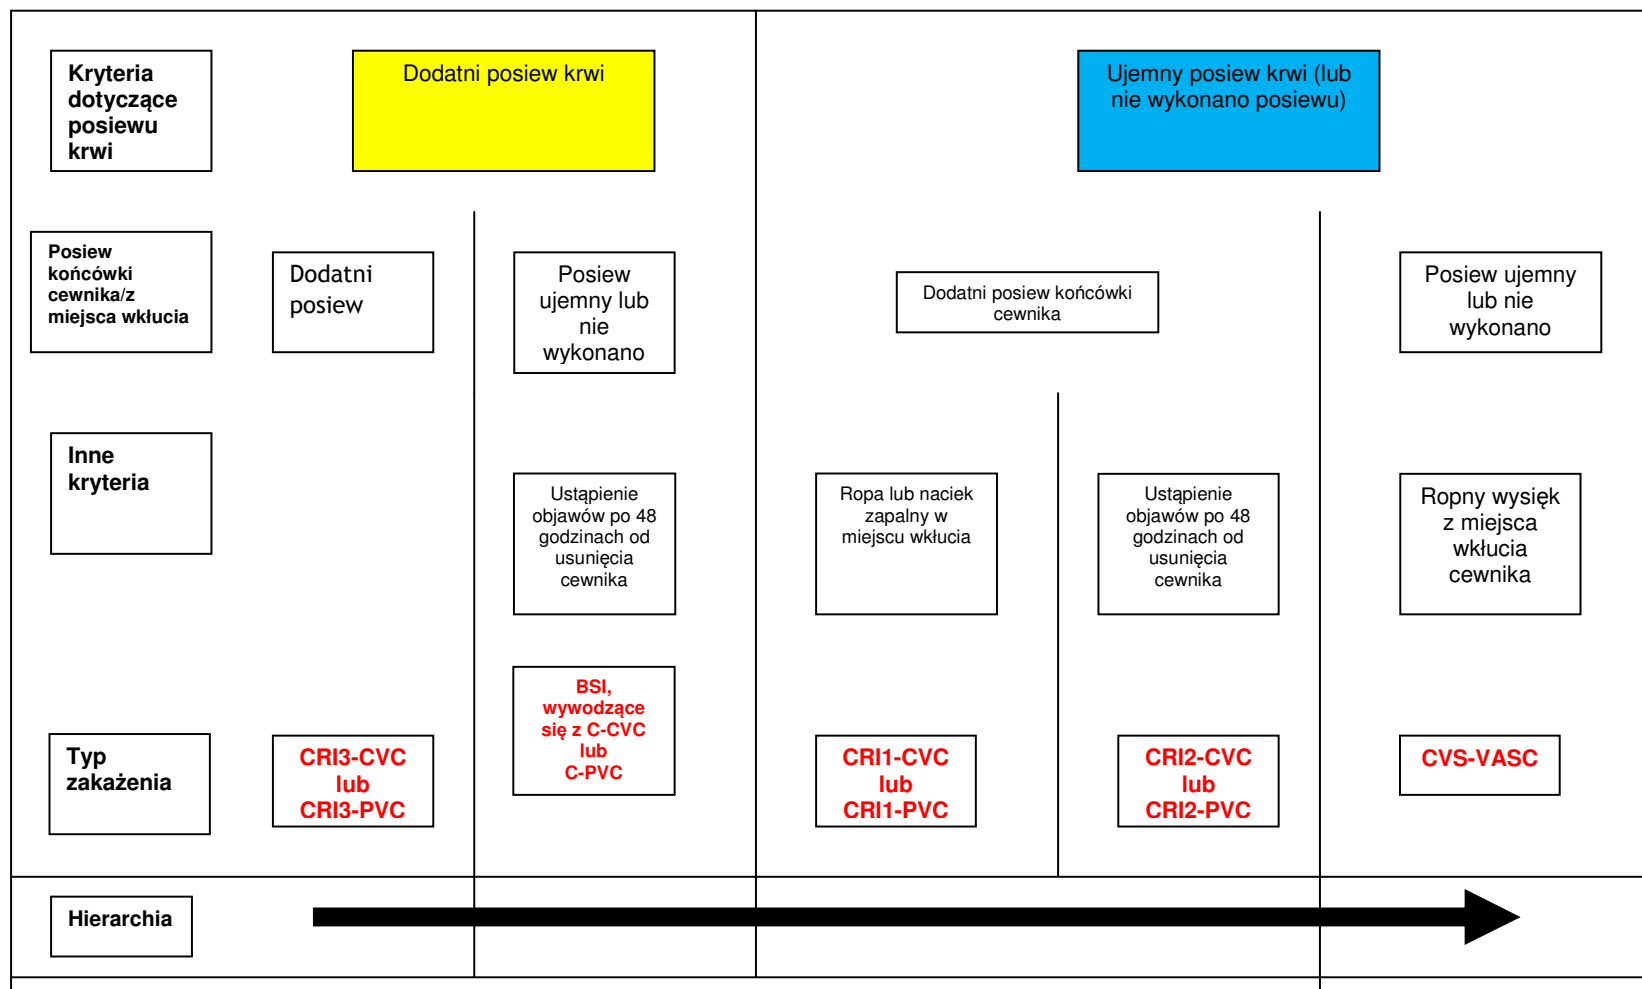 Kryteria
dotyczące
posiewu
krwi
Dodatni posiew krwi
Ujemny posiew krwi (lub
nie wykonano posiewu)
Posiew
końcówki
cewnika/z
miejsca wkłucia
Dodatni
posiew
Posiew
ujemny lub
nie
wykonano
Dodatni posiew końcówki
cewnika
Posiew ujemny
lub nie
wykonano
Inne
kryteria
Ustąpienie
objawów po 48
godzinach od
usunięcia
cewnika
Ropa lub naciek
zapalny w
miejscu wkłucia
Ustąpienie
objawów po 48
godzinach od
usunięcia
cewnika
Ropny wysięk
z miejsca
wkłucia
cewnika
Typ
zakażenia
CRI3-CVC
lub
CRI3-PVC
BSI,
wywodzące
się z C-CVC
lub
C-PVC
CRI1-CVC
lub
CRI1-PVC
CRI2-CVC
lub
CRI2-PVC
CVS-VASC
Hierarchia